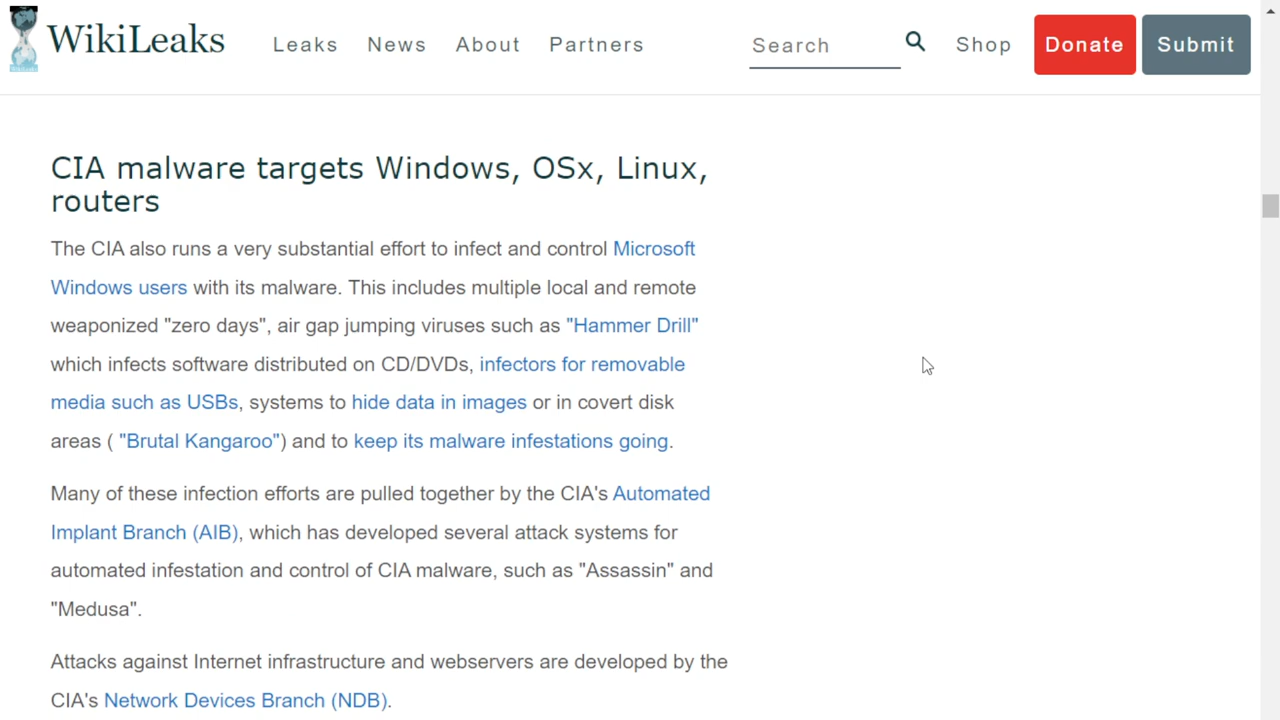 WikiLeaks Leaks News About Partners Search Shop Donate Submit
CIA malware targets Windows, OSx, Linux,
routers
The CIA also runs a very substantial effort to infect and control Microsoft
Windows users with its malware. This includes multiple local and remote
weaponized "zero days", air gap jumping viruses such as "Hammer Drill"
which infects software distributed on CD/DVDs, infectors for removable
media such as USBs, systems to hide data in images or in covert disk
areas ( "Brutal Kangaroo") and to keep its malware infestations going.
Many of these infection efforts are pulled together by the CIA's Automated
Implant Branch (AIB), which has developed several attack systems for
automated infestation and control of CIA malware, such as "Assassin" and
"Medusa".
Attacks against Internet infrastructure and webservers are developed by the
CIA's Network Devices Branch (NDB).